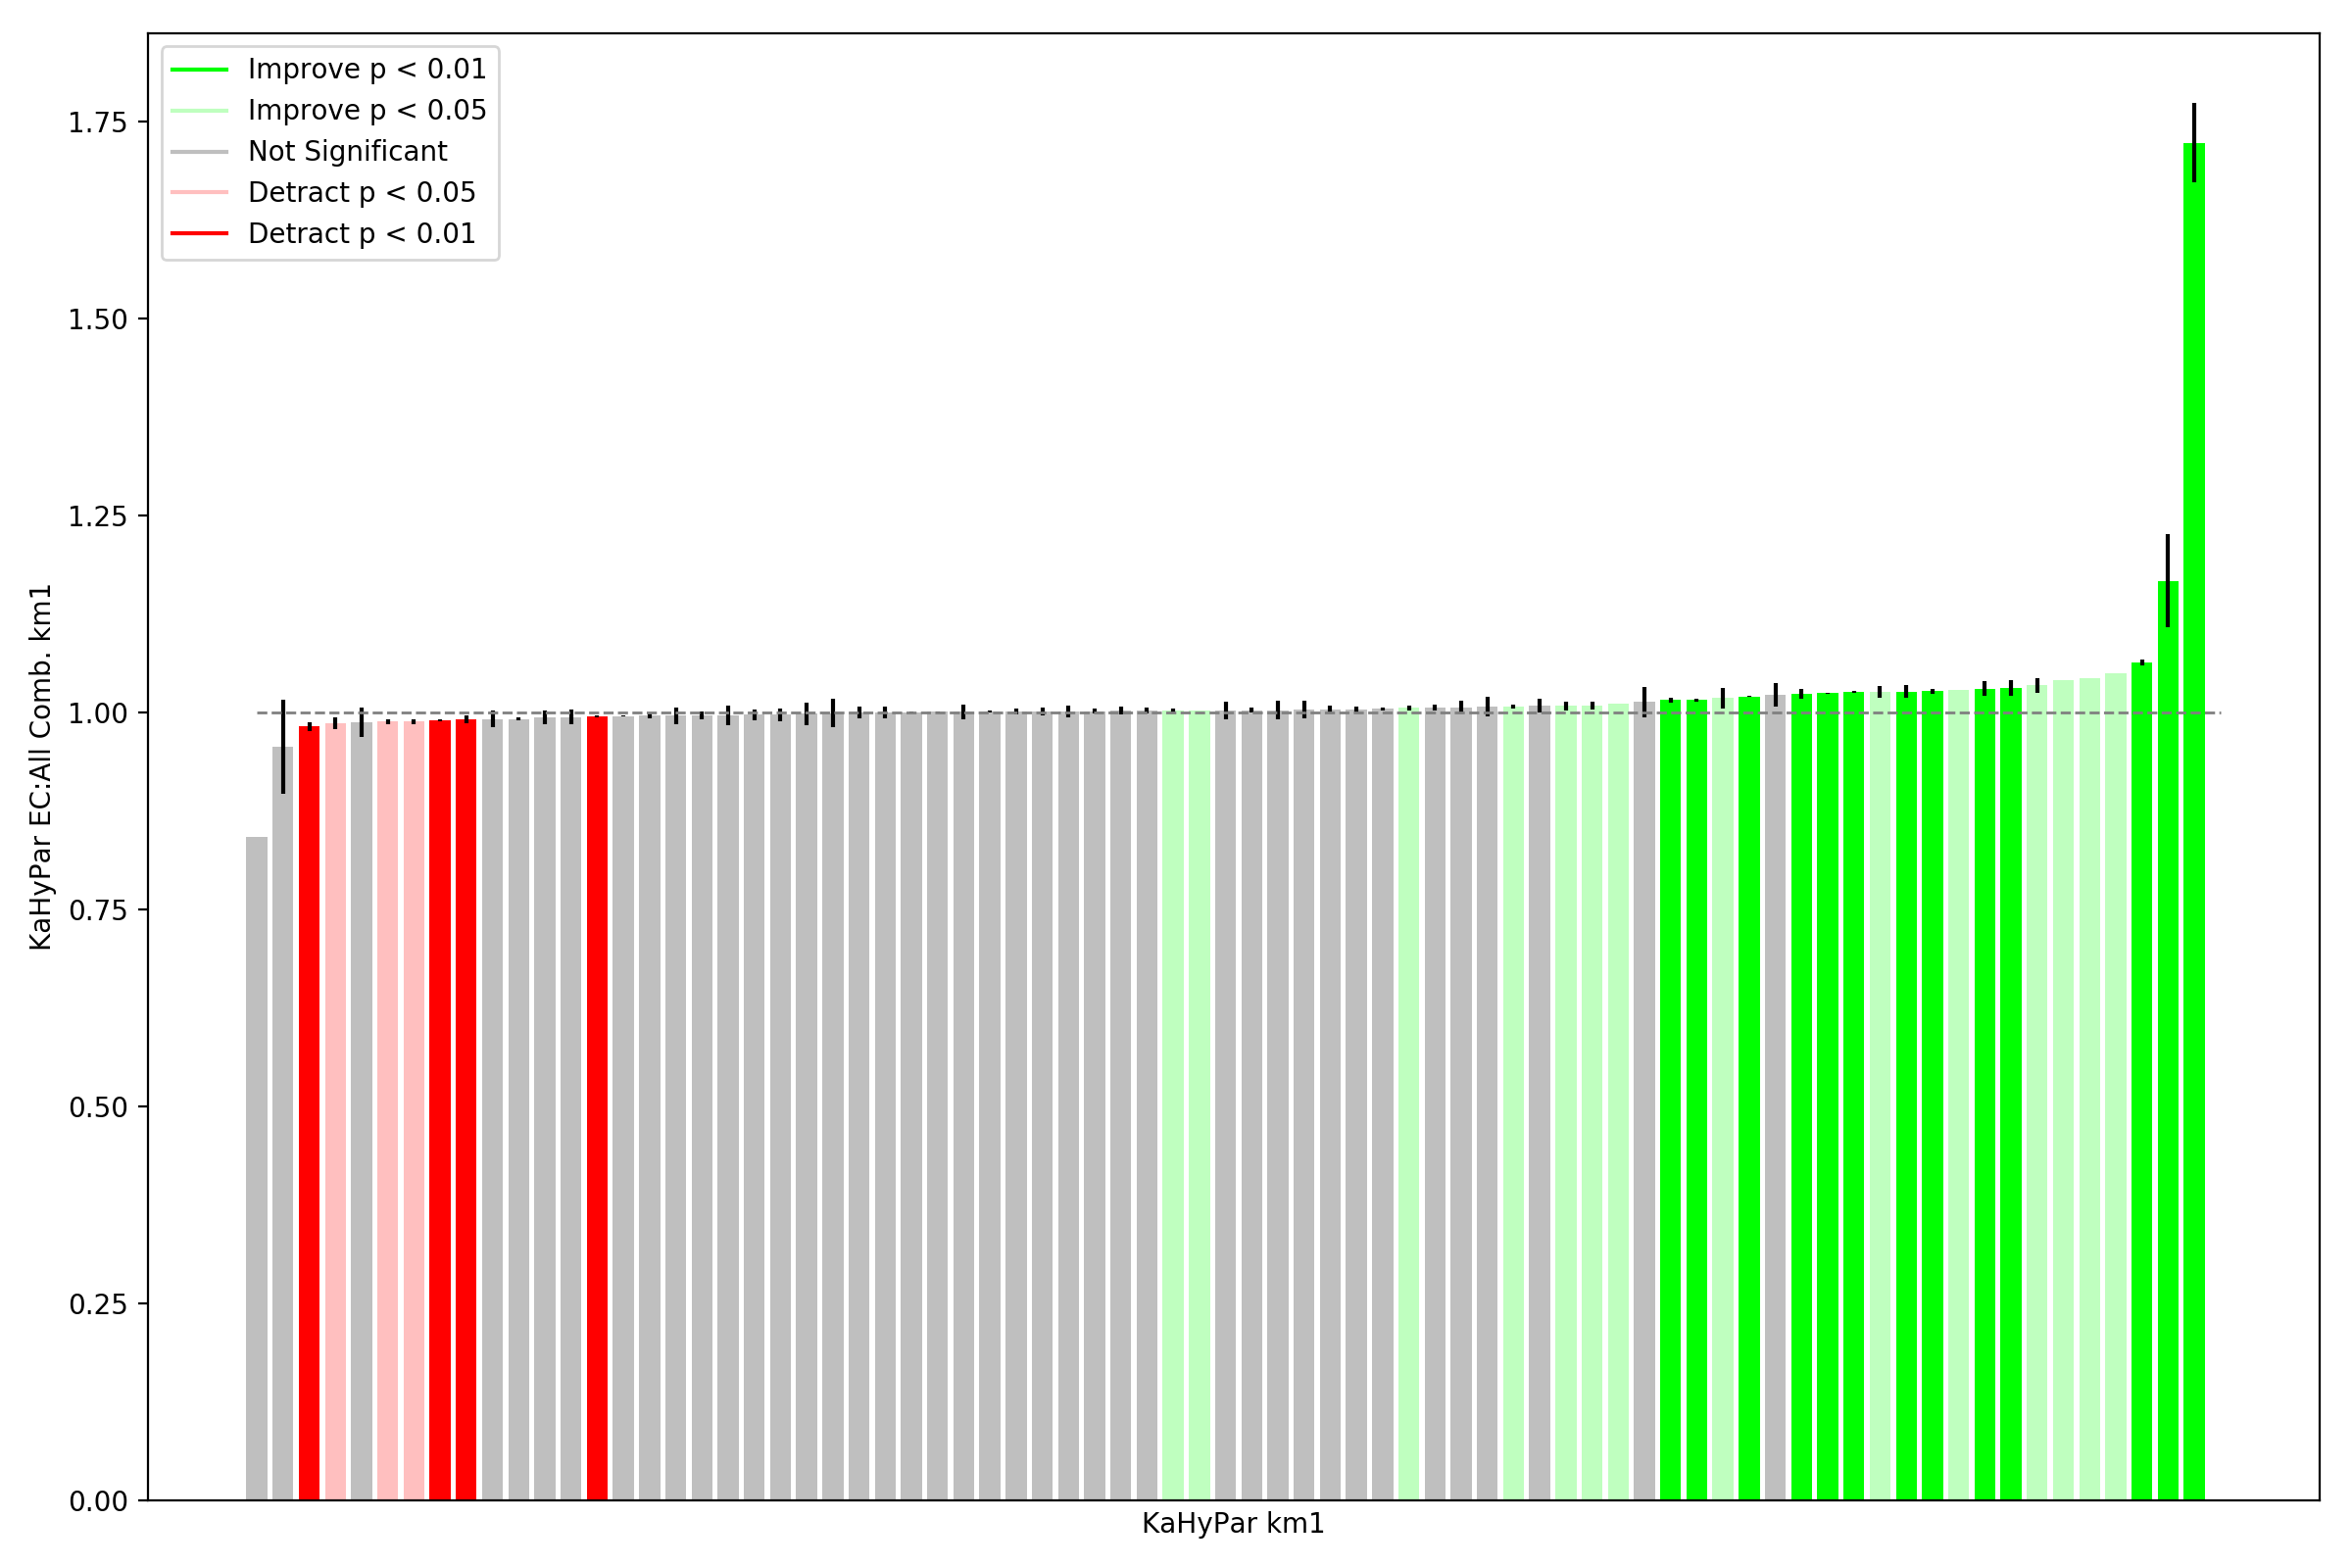 Improve p < 0.01
Improve p < 0.05
Not Significant
Detract p < 0.05
Detract p < 0.01
1.75
1.50
1.25
1.00
0.75
0.50
0.25
0.00
KaHyPar EC:All Comb. km1
KaHyPar km1